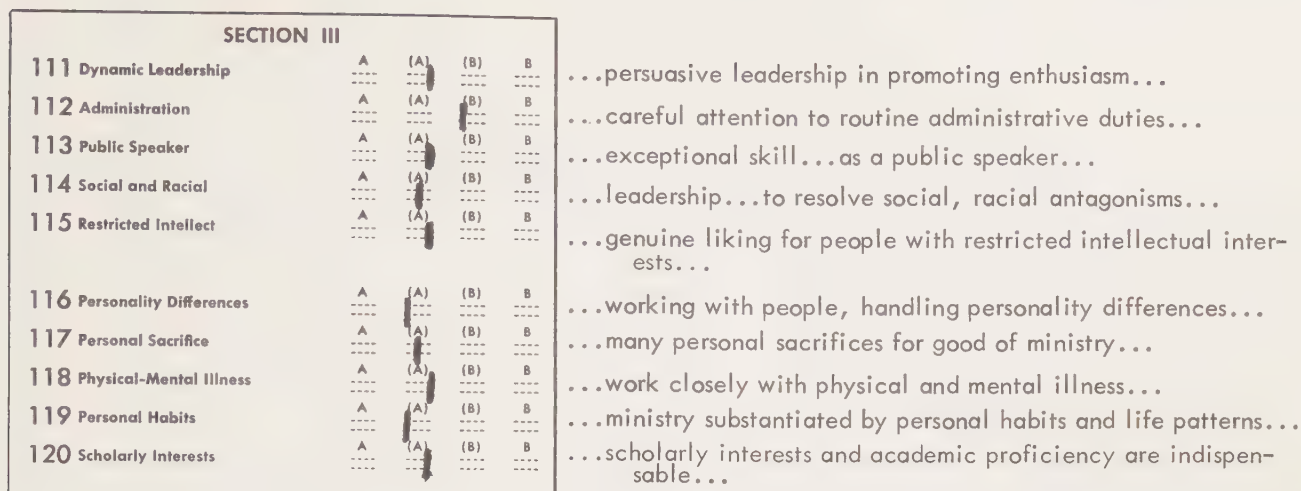 SECTION III
111 Dynamic Leadership A (A) (B) B ...persuasive leadership in promoting enthusiasm...
112 Administration A (A) (B) B ...careful attention to routine administrative duties...
113 Public Speaker A (A) (B) B ...exceptional skill...as a public speaker...
114 Social and Racial A (A) (B) B ...leadership...to resolve social, racial antagonisms...
115 Restricted Intellect A (A) (B) B ...genuine liking for people with restricted intellectual inter-
ests...
116 Personality Differences A (A) (B) B ...working with people, handling personality differences...
117 Personal Sacrifice A (A) (B) B ...many personal sacrifices for good of ministry...
118 Physical-Mental Illness A (A) (B) B ...work closely with physical and mental illness...
119 Personal Habits A (A) (B) B ...ministry substantiated by personal habits and life patterns...
120 Scholarly Interests A (A) (B) B ...scholarly interests and academic proficiency are indispen-
sable...